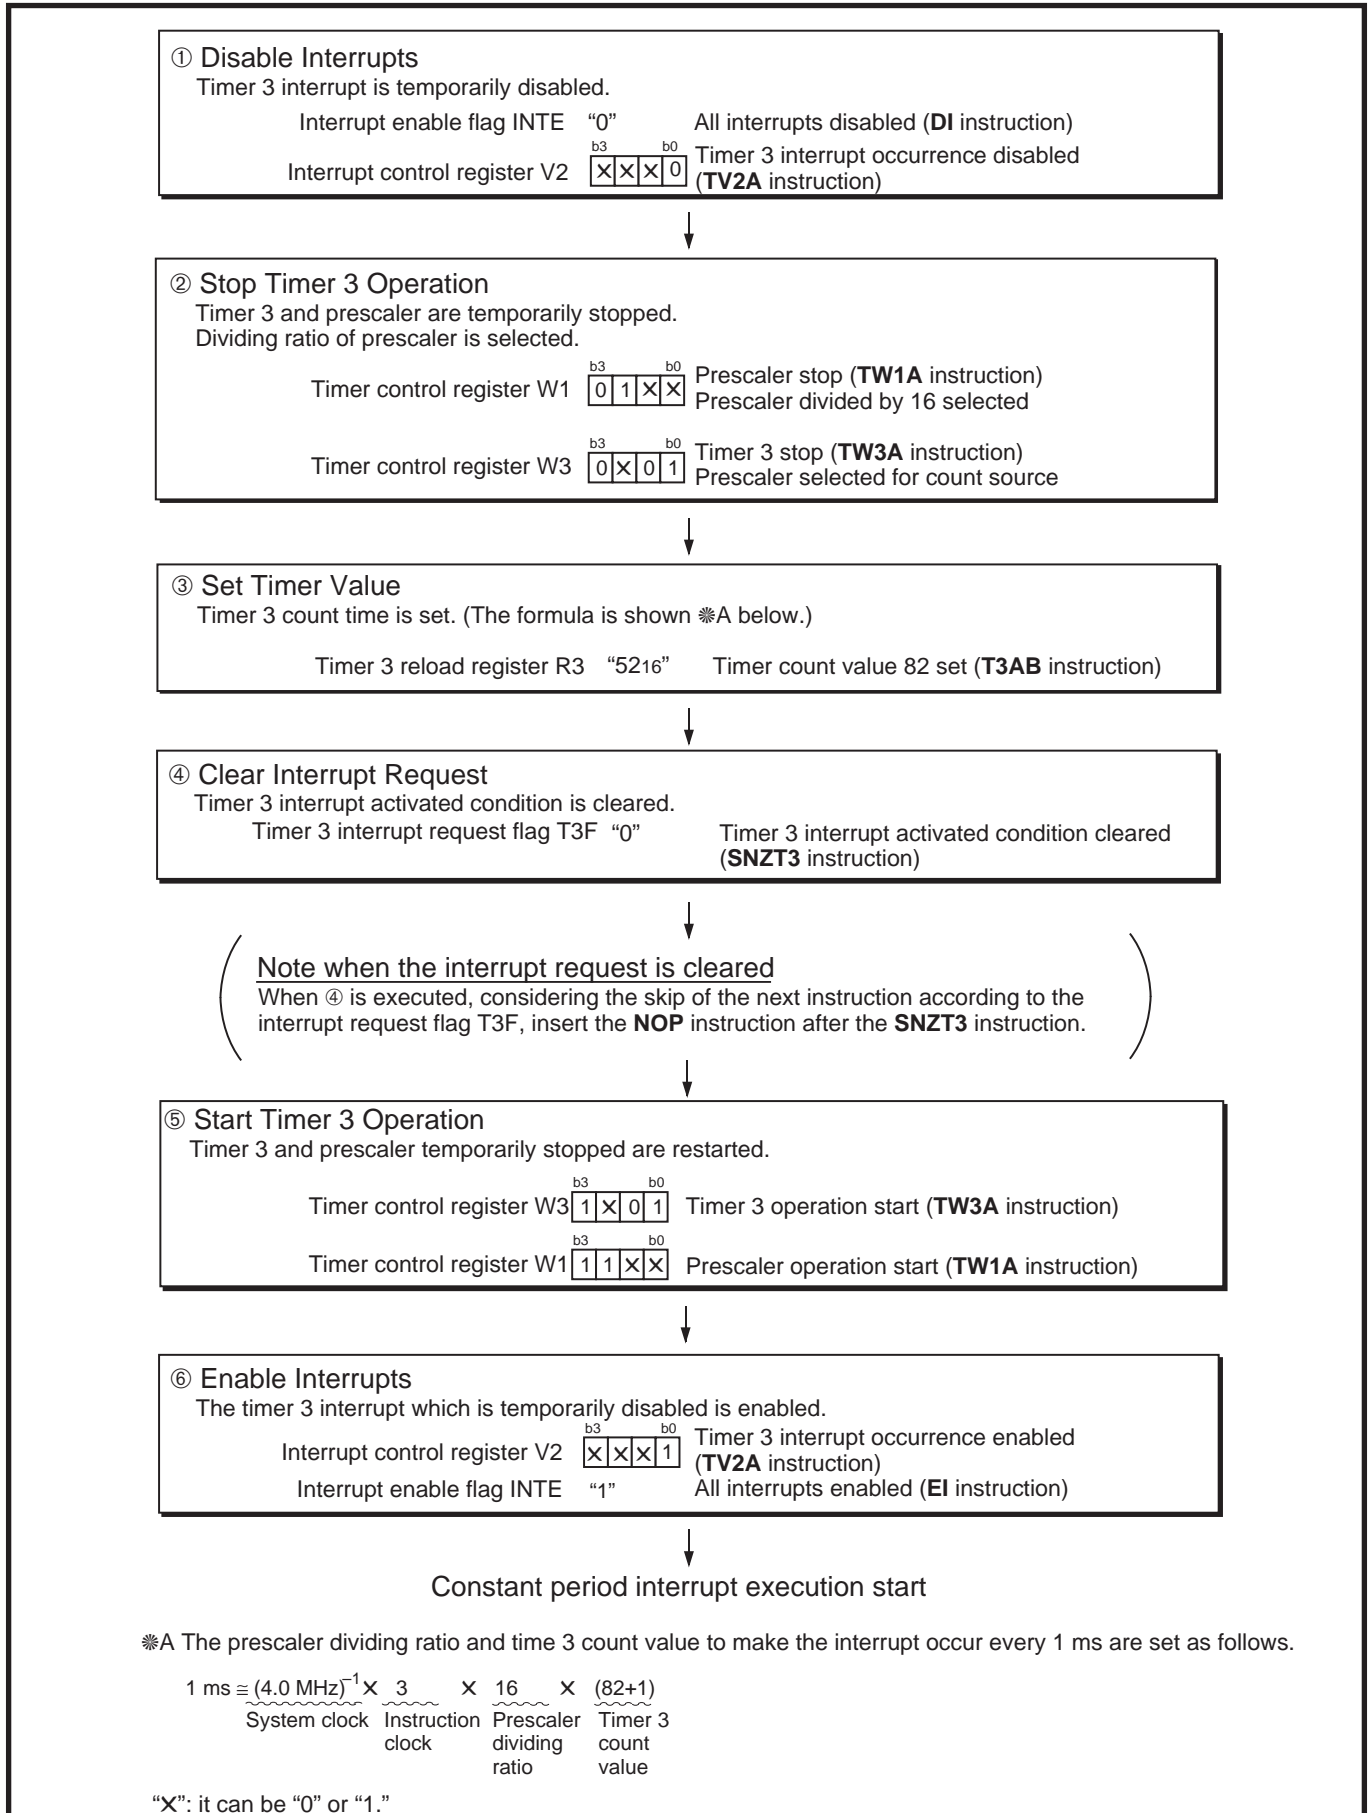 ① Disable Interrupts
Timer 3 interrupt is temporarily disabled.
Interrupt enable flag INTE “0” All interrupts disabled (DI instruction)
b3 b0
Interrupt control register V2 ✕ ✕ ✕ 0 Timer 3 interrupt occurrence disabled
(TV2A instruction)
② Stop Timer 3 Operation
Timer 3 and prescaler are temporarily stopped.
Dividing ratio of prescaler is selected.
b3 b0
Timer control register W1 0 1 ✕ ✕ Prescaler stop (TW1A instruction)
Prescaler divided by 16 selected
b3 b0
Timer control register W3 0 ✕ 0 1 Timer 3 stop (TW3A instruction)
Prescaler selected for count source
③ Set Timer Value
Timer 3 count time is set. (The formula is shown ❊A below.)
Timer 3 reload register R3 “5216” Timer count value 82 set (T3AB instruction)
④ Clear Interrupt Request
Timer 3 interrupt activated condition is cleared.
Timer 3 interrupt request flag T3F “0” Timer 3 interrupt activated condition cleared
(SNZT3 instruction)
Note when the interrupt request is cleared
When ④ is executed, considering the skip of the next instruction according to the
interrupt request flag T3F, insert the NOP instruction after the SNZT3 instruction.
⑤ Start Timer 3 Operation
Timer 3 and prescaler temporarily stopped are restarted.
b3 b0
Timer control register W3 1 ✕ 0 1 Timer 3 operation start (TW3A instruction)
b3 b0
Timer control register W1 1 1 ✕ ✕ Prescaler operation start (TW1A instruction)
⑥ Enable Interrupts
The timer 3 interrupt which is temporarily disabled is enabled.
b3 b0
Interrupt control register V2 ✕ ✕ ✕ 1 Timer 3 interrupt occurrence enabled
(TV2A instruction)
Interrupt enable flag INTE “1” All interrupts enabled (EI instruction)
Constant period interrupt execution start
❊A The prescaler dividing ratio and time 3 count value to make the interrupt occur every 1 ms are set as follows.
1 ms ≅ (4.0 MHz)⁻¹ ✕ 3 ✕ 16 ✕ (82+1)
System clock Instruction Prescaler Timer 3
clock dividing count
ratio value
“✕”: it can be “0” or “1.”